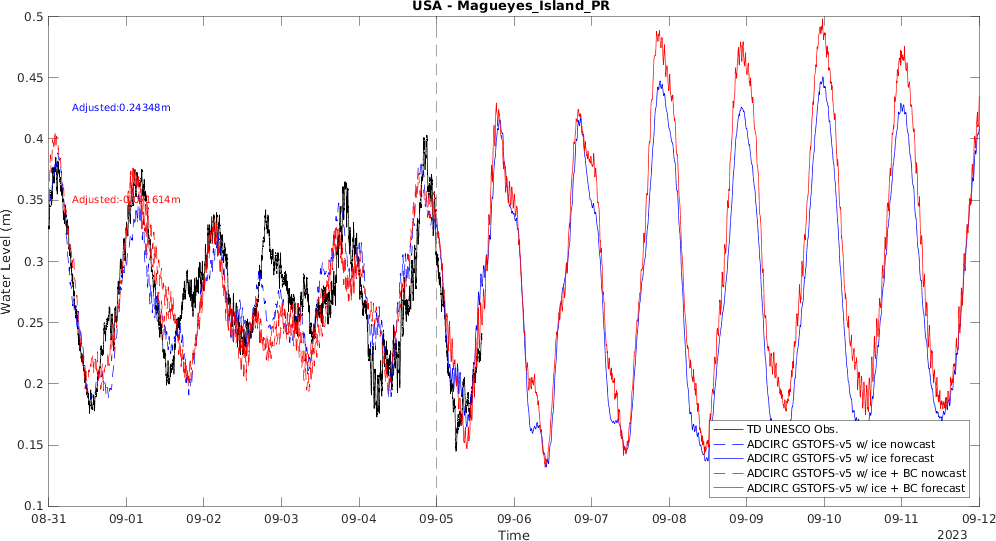 USA - Magueyes_Island_PR
0.5
0.45
0.4
0.35
0.3
0.25
0.2
0.15
0.1
Water Level (m)
Adjusted:0.24348m
TD UNESCO Obs.
ADCIRC GSTOFS-v5 w/ ice nowcast
ADCIRC GSTOFS-v5 w/ ice forecast
ADCIRC GSTOFS-v5 w/ ice + BC nowcast
ADCIRC GSTOFS-v5 w/ ice + BC forecast
08-31 09-01 09-02 09-03 09-04 09-05 09-06 09-07 09-08 09-09 09-10 09-11 09-12
Time
2023